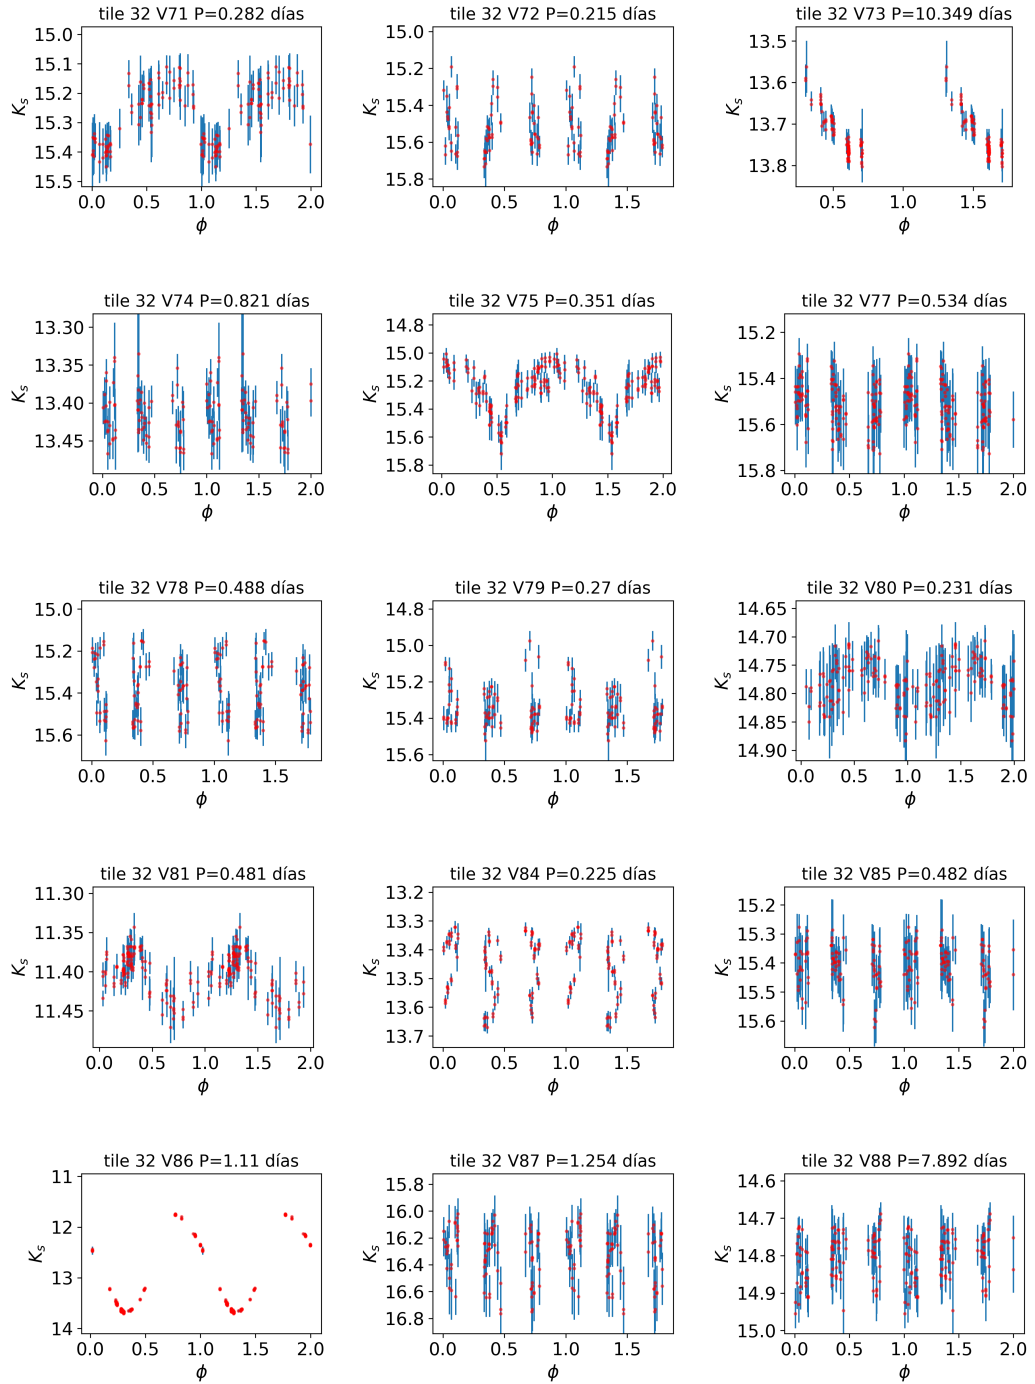 tile 32 V71 P=0.282 días
15.0
15.1
15.2
15.3
15.4
15.5
K_s
0.0 0.5 1.0 1.5 2.0
ϕ
tile 32 V72 P=0.215 días
15.0
15.2
15.4
15.6
15.8
K_s
0.0 0.5 1.0 1.5
ϕ
tile 32 V73 P=10.349 días
13.5
13.6
13.7
13.8
K_s
0.5 1.0 1.5
ϕ
tile 32 V74 P=0.821 días
13.30
13.35
13.40
13.45
K_s
0.0 0.5 1.0 1.5 2.0
ϕ
tile 32 V75 P=0.351 días
14.8
15.0
15.2
15.4
15.6
15.8
K_s
0.0 0.5 1.0 1.5 2.0
ϕ
tile 32 V77 P=0.534 días
15.2
15.4
15.6
15.8
K_s
0.0 0.5 1.0 1.5 2.0
ϕ
tile 32 V78 P=0.488 días
15.0
15.2
15.4
15.6
K_s
0.0 0.5 1.0 1.5
ϕ
tile 32 V79 P=0.27 días
14.8
15.0
15.2
15.4
15.6
K_s
0.0 0.5 1.0 1.5
ϕ
tile 32 V80 P=0.231 días
14.65
14.70
14.75
14.80
14.85
14.90
K_s
0.0 0.5 1.0 1.5 2.0
ϕ
tile 32 V81 P=0.481 días
11.30
11.35
11.40
11.45
K_s
0.0 0.5 1.0 1.5 2.0
ϕ
tile 32 V84 P=0.225 días
13.2
13.3
13.4
13.5
13.6
13.7
K_s
0.0 0.5 1.0 1.5
ϕ
tile 32 V85 P=0.482 días
15.2
15.3
15.4
15.5
15.6
K_s
0.0 0.5 1.0 1.5 2.0
ϕ
tile 32 V86 P=1.11 días
11
12
13
14
K_s
0.0 0.5 1.0 1.5 2.0
ϕ
tile 32 V87 P=1.254 días
15.8
16.0
16.2
16.4
16.6
16.8
K_s
0.0 0.5 1.0 1.5
ϕ
tile 32 V88 P=7.892 días
14.6
14.7
14.8
14.9
15.0
K_s
0.0 0.5 1.0 1.5 2.0
ϕ